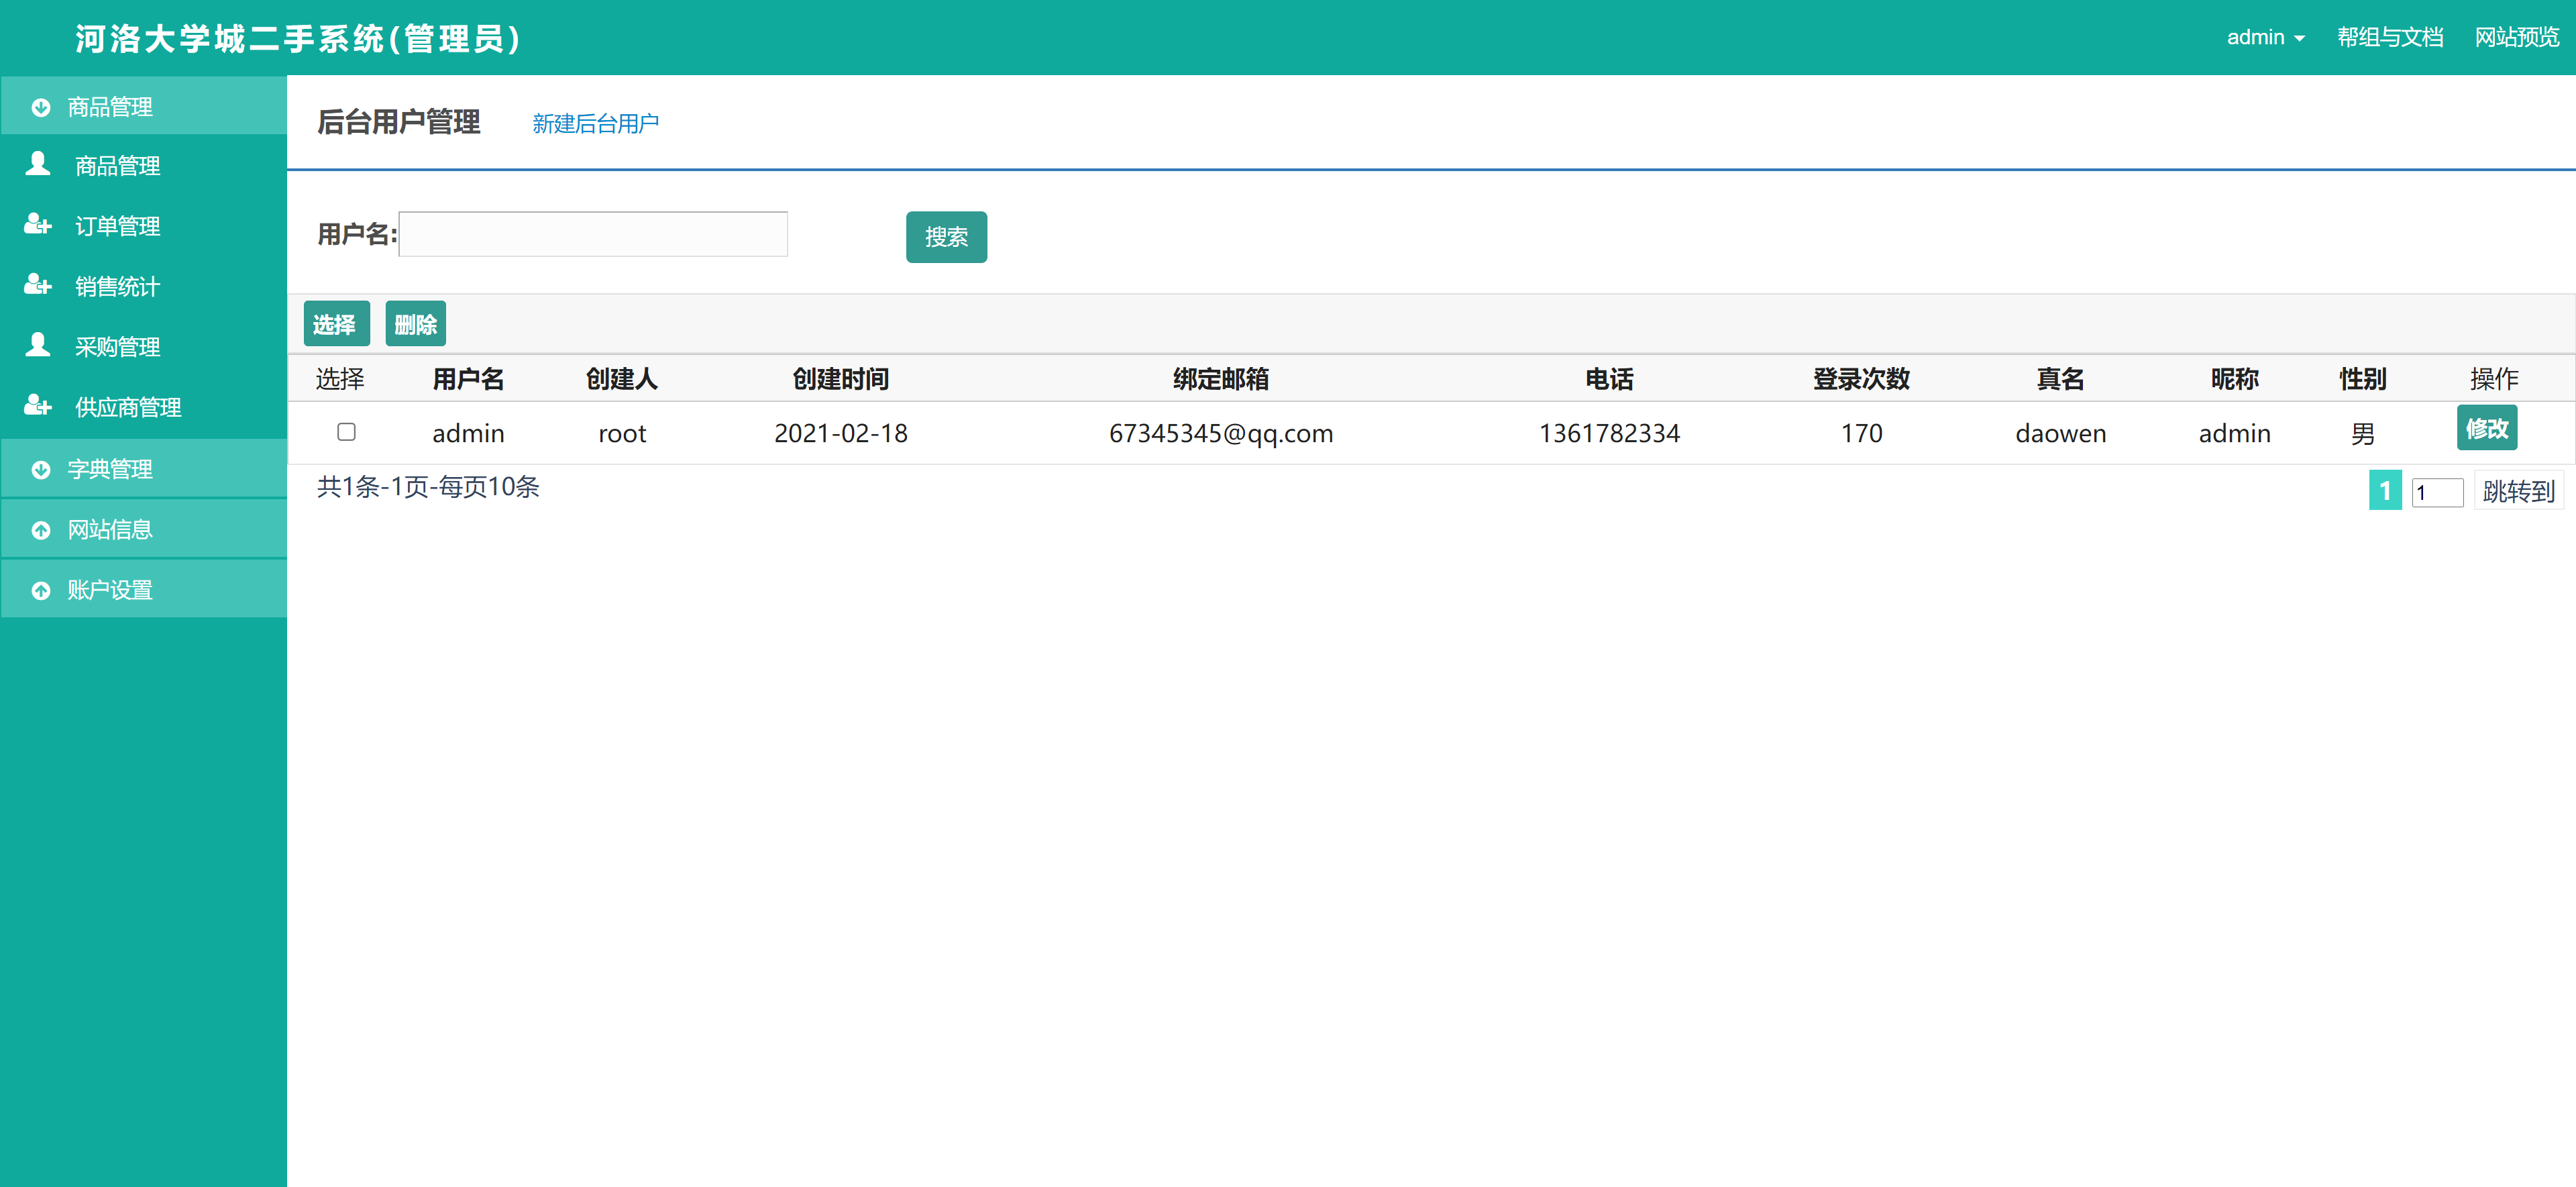 河洛大学城二手系统(管理员)
admin 帮组与文档 网站预览
商品管理
商品管理
订单管理
销售统计
采购管理
供应商管理
字典管理
网站信息
账户设置
后台用户管理 新建后台用户
用户名: 搜索
选择 删除
选择 用户名 创建人 创建时间 绑定邮箱 电话 登录次数 真名 昵称 性别 操作
admin root 2021-02-18 67345345@qq.com 1361782334 170 daowen admin 男 修改
共1条-1页-每页10条 1 1 跳转到